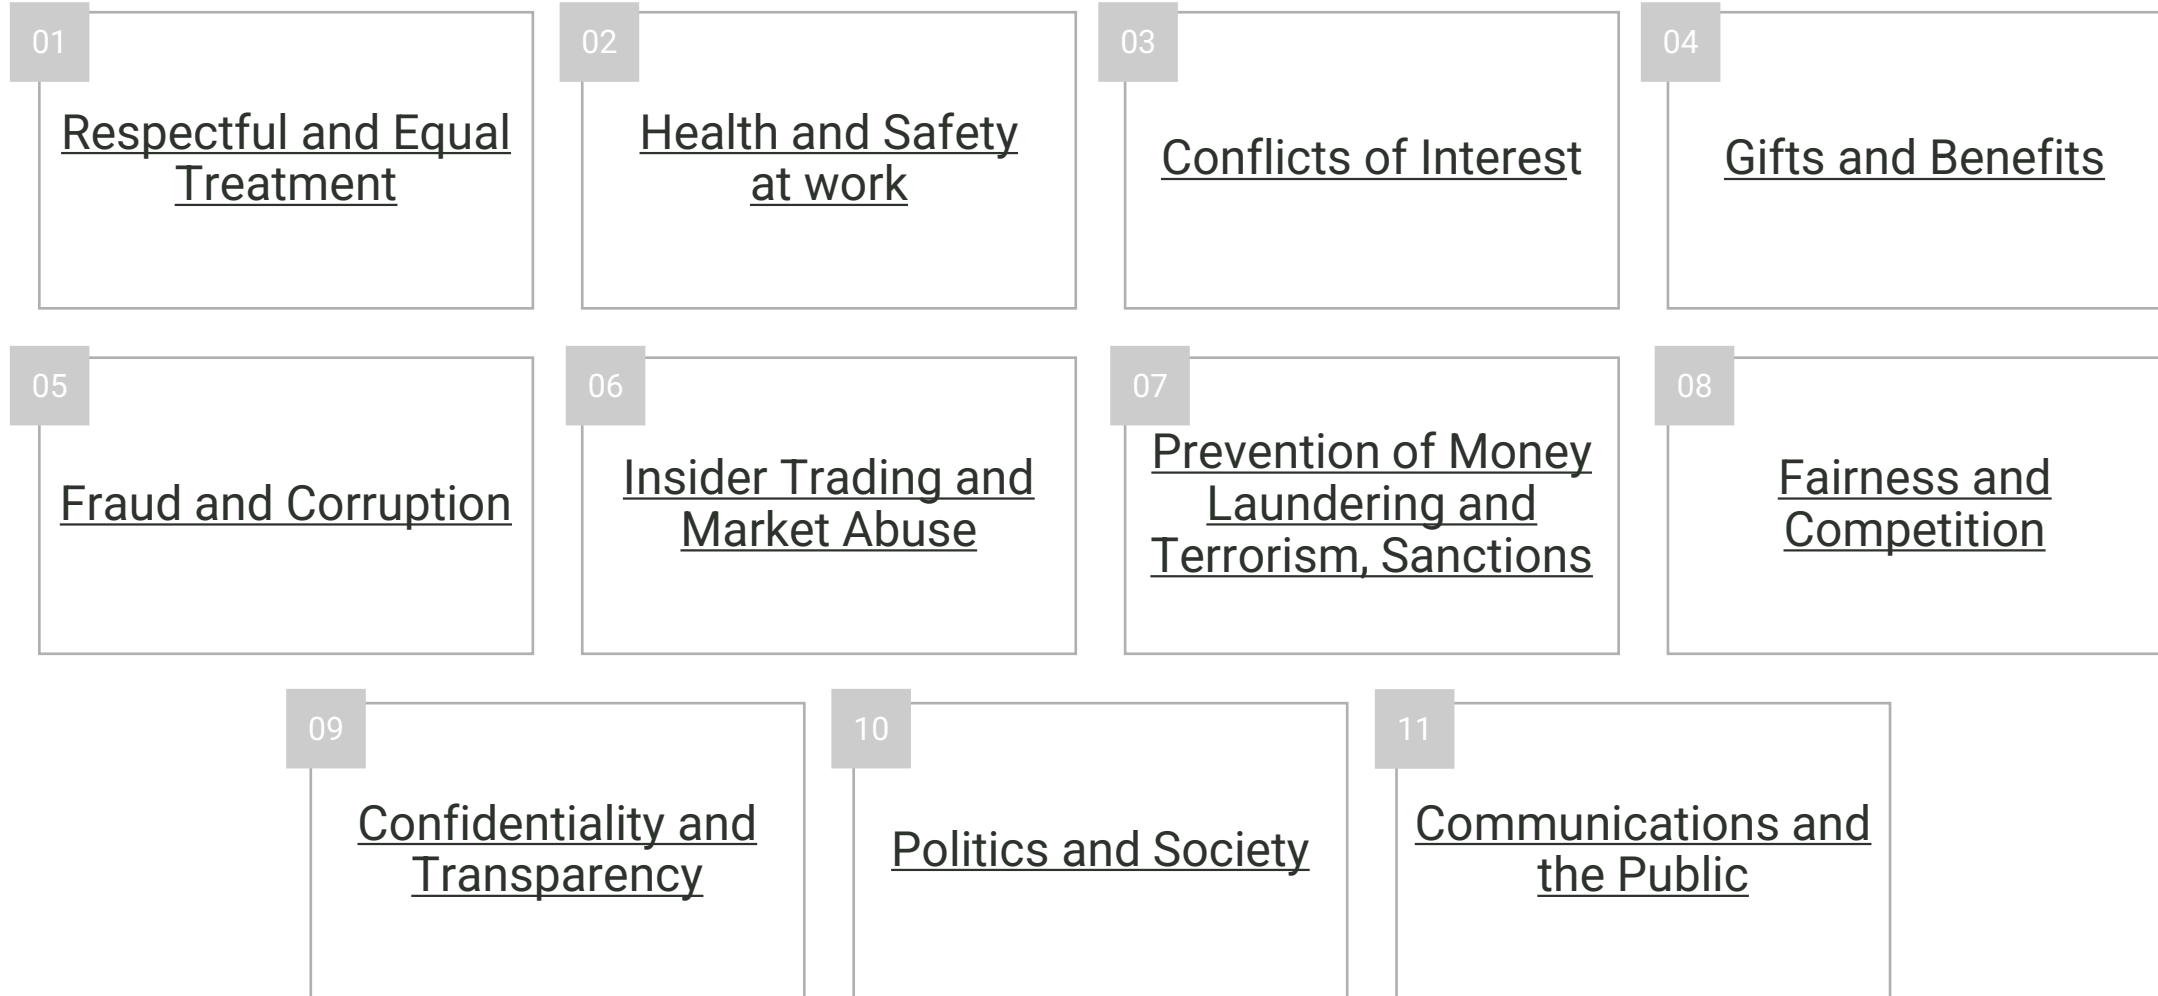 01
Respectful and Equal
Treatment
02
Health and Safety
at work
03
Conflicts of Interest
04
Gifts and Benefits
05
Fraud and Corruption
06
Insider Trading and
Market Abuse
07
Prevention of Money
Laundering and
Terrorism, Sanctions
08
Fairness and
Competition
09
Confidentiality and
Transparency
10
Politics and Society
11
Communications and
the Public